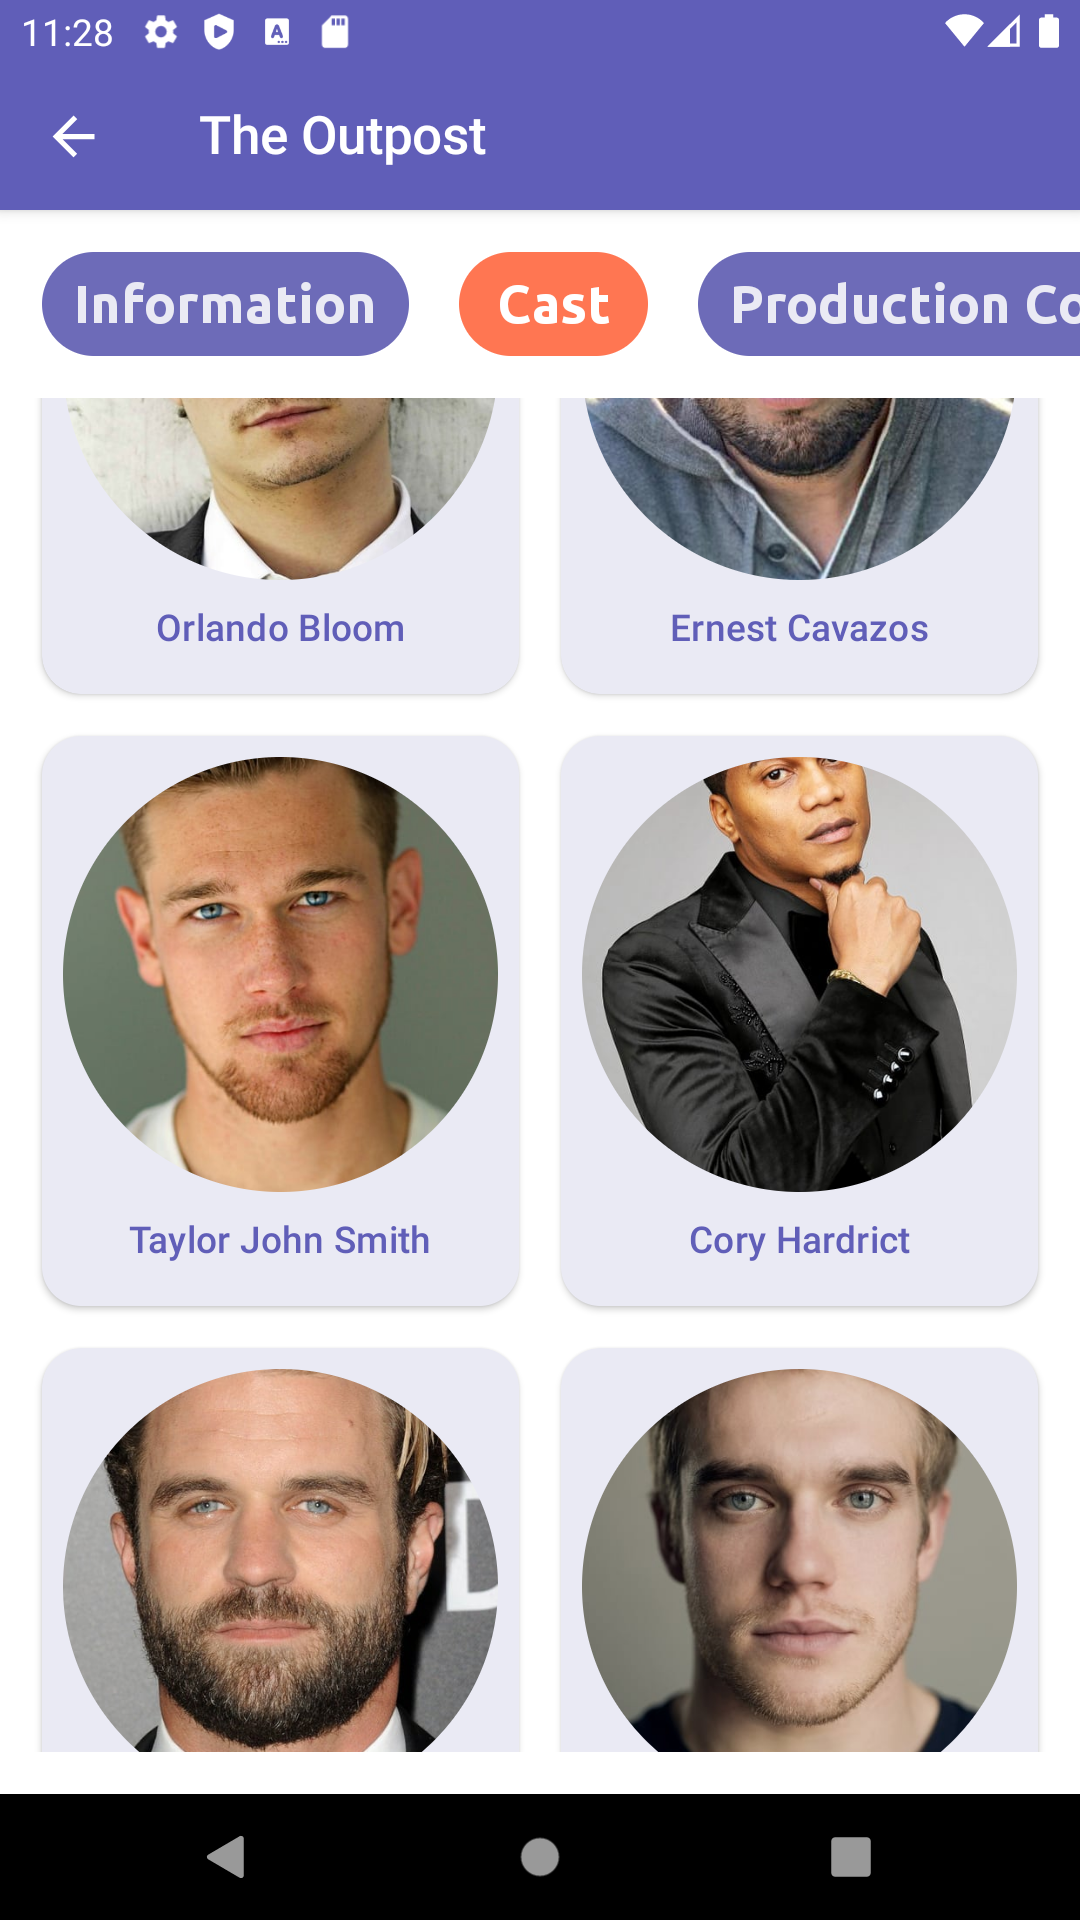 11:28
The Outpost
Information
Cast
Production Co
Orlando Bloom
Ernest Cavazos
Taylor John Smith
Cory Hardrict